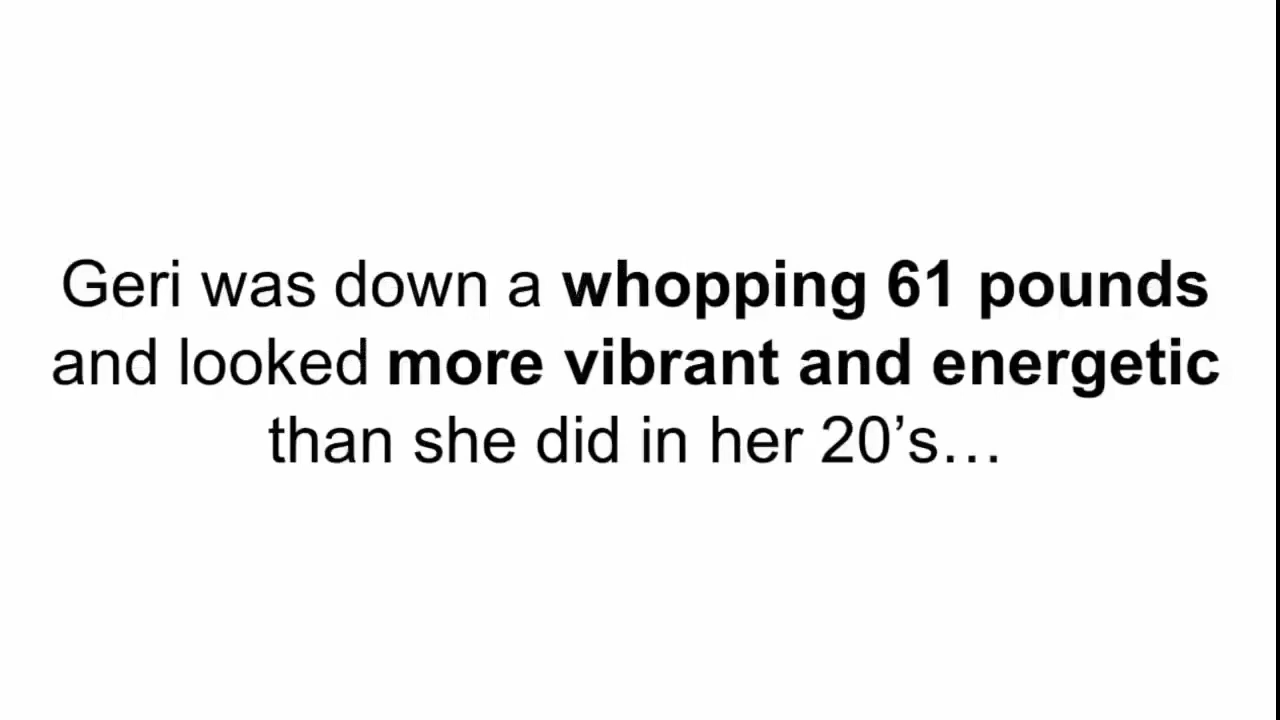 Geri was down a whopping 61 pounds
and looked more vibrant and energetic
than she did in her 20’s…